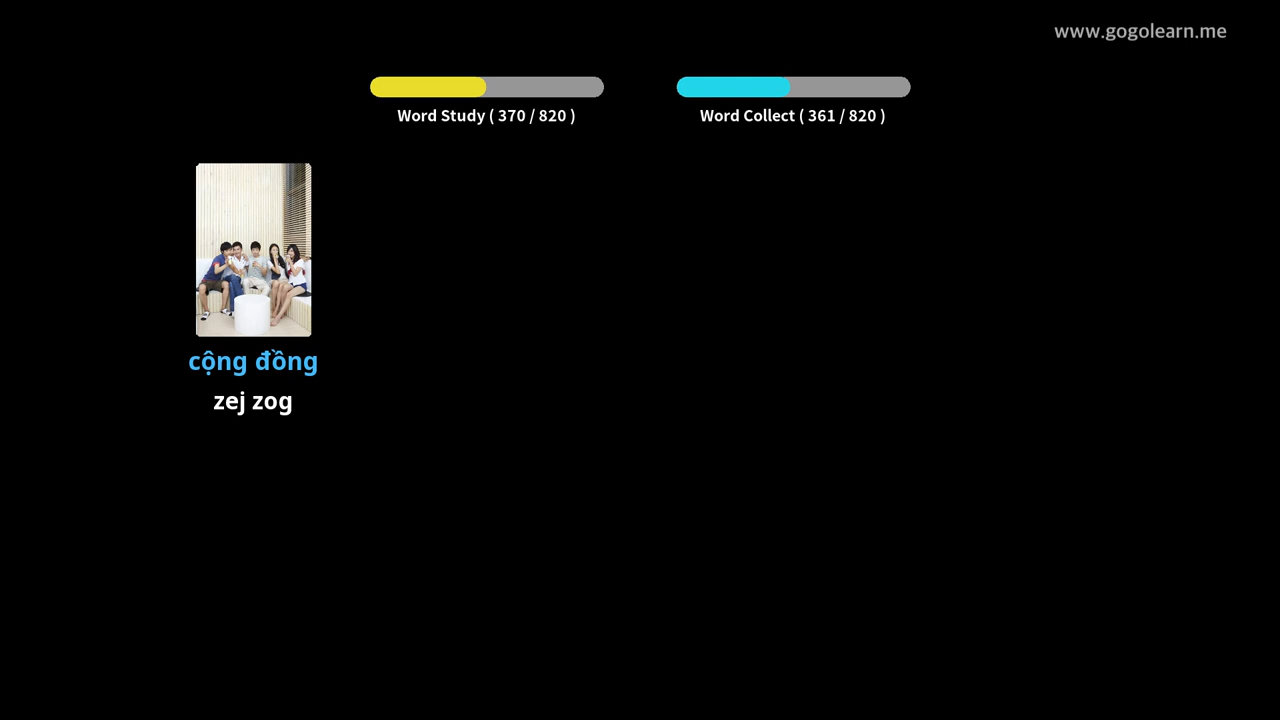 www.gogolearn.me
Word Study ( 370 / 820 )
Word Collect ( 361 / 820 )
cộng đồng
zej zog